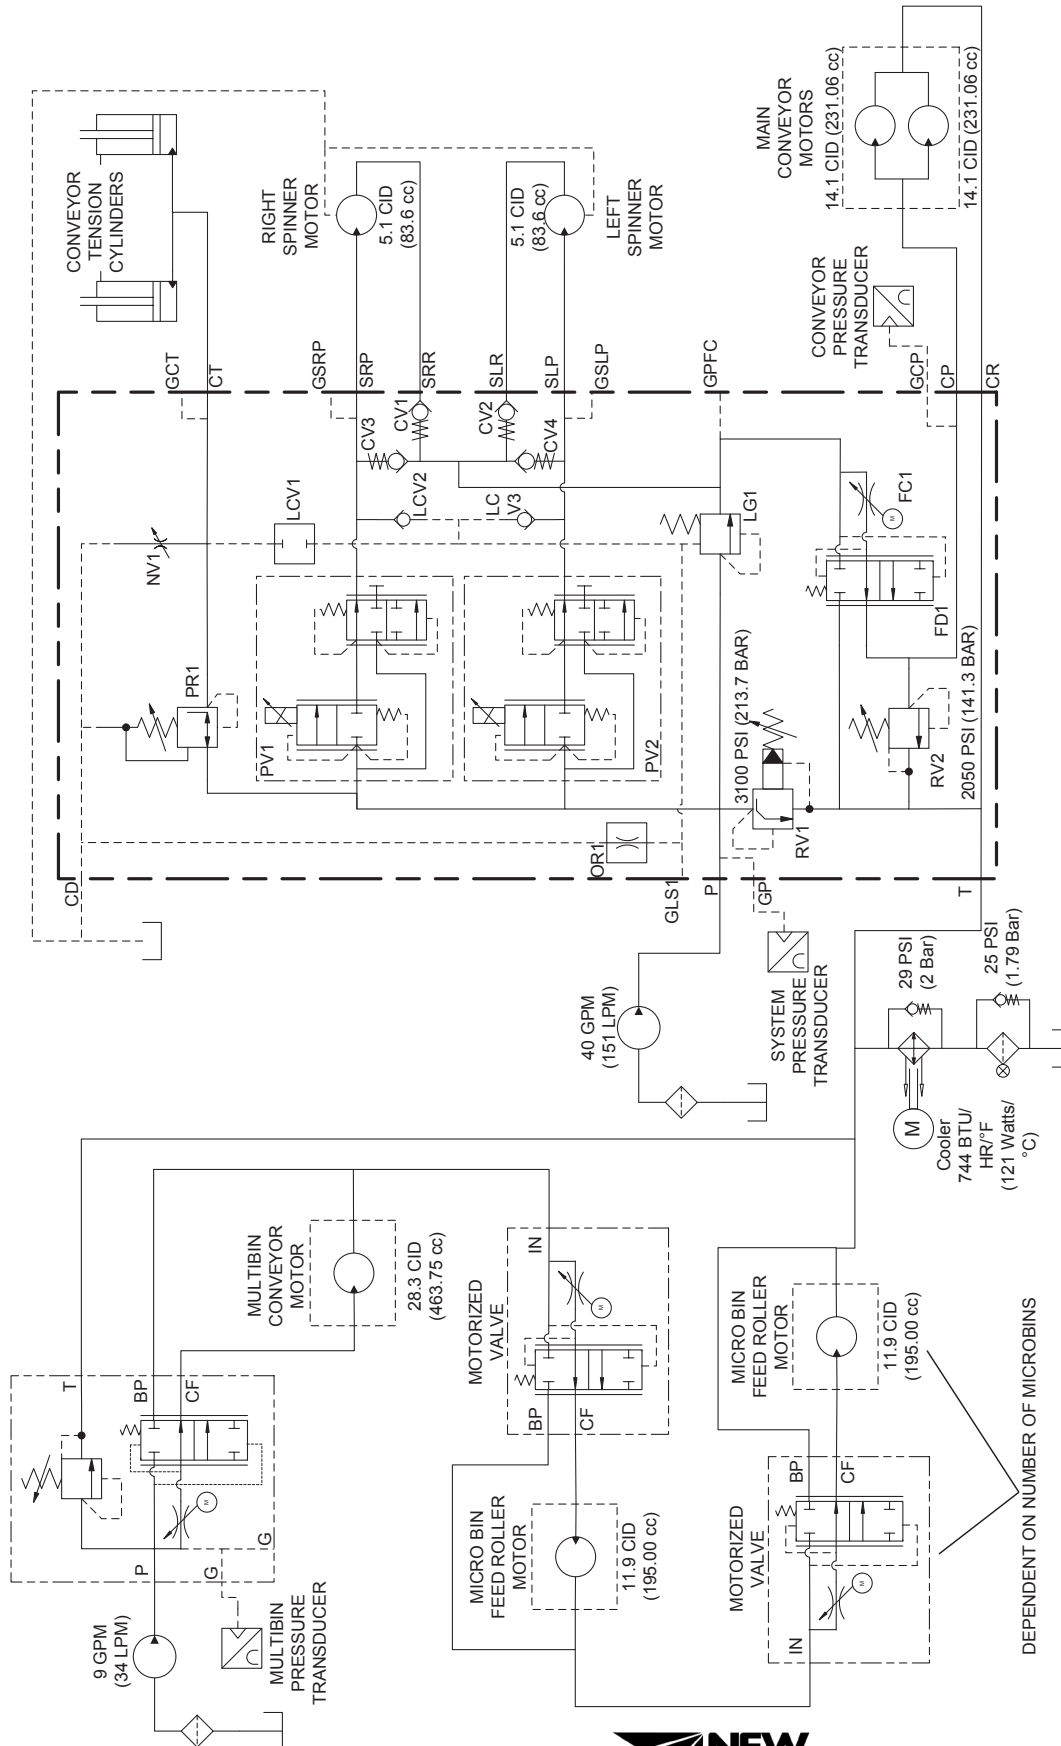 CONVEYOR
TENSION
CYLINDERS
RIGHT
SPINNER
MOTOR
5.1 CID
(83.6 cc)
5.1 CID
(83.6 cc)
LEFT
SPINNER
MOTOR
MAIN
CONVEYOR
MOTORS
14.1 CID (231.06 cc)
14.1 CID (231.06 cc)
CONVEYOR
PRESSURE
TRANSDUCER
GCT
CT
GSRP
SRP
SRR
SLR
SLP
GSLP
GPFC
GCP
CP
CR
CV3
CV1
CV2
CV4
LCV2
LC
V3
LCV1
NV1
LG1
M
FC1
FD1
PR1
PV1
PV2
3100 PSI (213.7 BAR)
RV1
RV2
2050 PSI (141.3 BAR)
OR1
CD
GLS1
P
GP
T
40 GPM
(151 LPM)
SYSTEM
PRESSURE
TRANSDUCER
29 PSI
(2 Bar)
25 PSI
(1.79 Bar)
M
Cooler
744 BTU/
HR/°F
(121 Watts/
°C)
T
BP
CF
P
G
G
M
9 GPM
(34 LPM)
MULTIBIN
PRESSURE
TRANSDUCER
MULTIBIN
CONVEYOR
MOTOR
28.3 CID
(463.75 cc)
MOTORIZED
VALVE
IN
M
BP
CF
MICRO BIN
FEED ROLLER
MOTOR
11.9 CID
(195.00 cc)
MICRO BIN
FEED ROLLER
MOTOR
11.9 CID
(195.00 cc)
MOTORIZED
VALVE
BP
CF
M
IN
DEPENDENT ON NUMBER OF MICROBINS
NEW